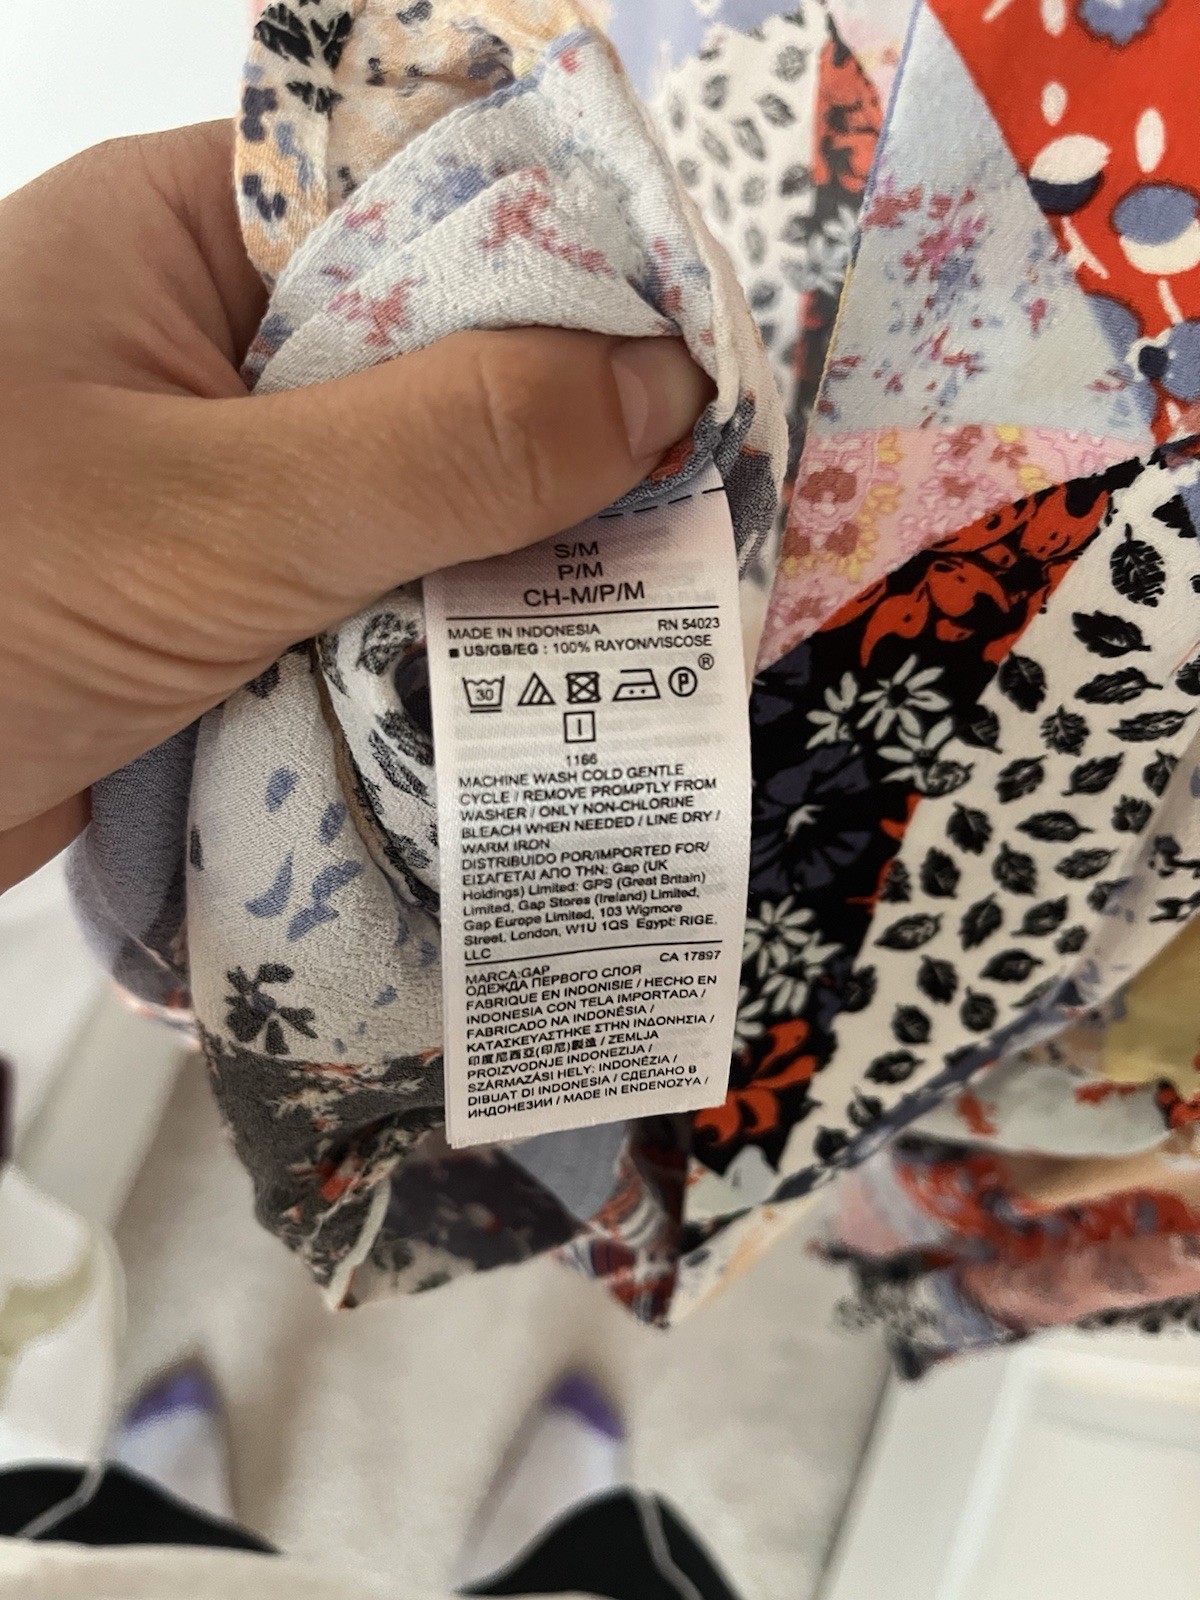 S/M
P/M
CH-M/P/M
MADE IN INDONESIA RN 54023
■ US/GB/EG : 100% RAYON/VISCOSE
30 P ®
I
1166
MACHINE WASH COLD GENTLE
CYCLE / REMOVE PROMPTLY FROM
WASHER / ONLY NON-CHLORINE
BLEACH WHEN NEEDED / LINE DRY /
WARM IRON
DISTRIBUIDO POR/IMPORTED FOR/
ΕΙΣΑΓΕΤΑΙ ΑΠΟ ΤΗΝ: Gap (UK
Holdings) Limited: GPS (Great Britain)
Limited, Gap Stores (Ireland) Limited,
Gap Europe Limited, 103 Wigmore
Street, London, W1U 1QS Egypt: RIGE.
LLC
MARCA:GAP CA 17897
ОДЕЖДА ПЕРВОГО СЛОЯ
FABRIQUE EN INDONISIE / HECHO EN
INDONESIA CON TELA IMPORTADA /
FABRICADO NA INDONÉSIA /
ΚΑΤΑΣΚΕΥΑΣΤΗΚΕ ΣΤΗΝ ΙΝΔΟΝΗΣΙΑ /
印度尼西亞(印尼)製造 / ZEMLJA
PROIZVODNJE INDONEZIJA /
SZÁRMAZÁSI HELY: INDONÉZIA /
DIBUAT DI INDONESIA / СДЕЛАНО В
ИНДОНЕЗИИ / MADE IN ENDENOZYA /